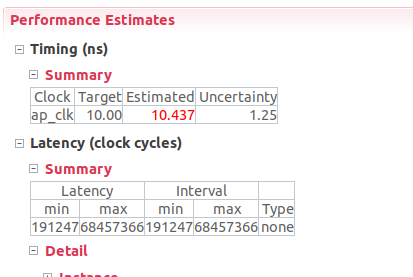 Performance Estimates
Timing (ns)
Summary
Clock Target Estimated Uncertainty
ap_clk 10.00 10.437 1.25
Latency (clock cycles)
Summary
Latency Interval
min max min max Type
191247 68457366 191247 68457366 none
Detail
Instance